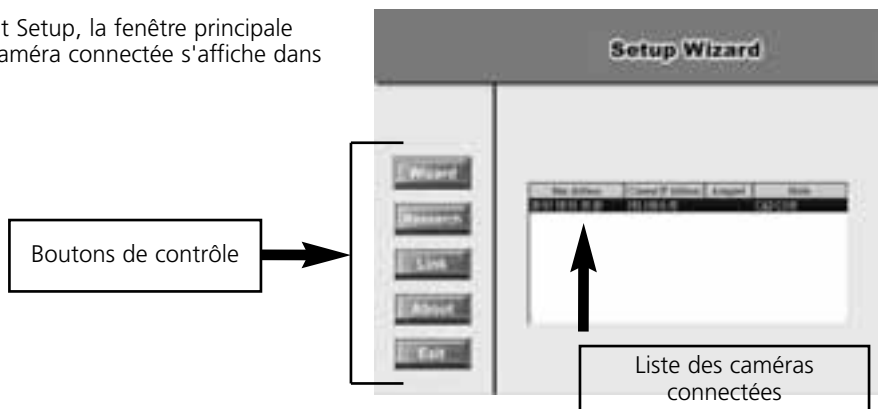 t Setup, la fenêtre principale
améra connectée s'affiche dans
Setup Wizard
Wizard
Research
Link
About
Exit
Boutons de contrôle
Liste des caméras
connectées